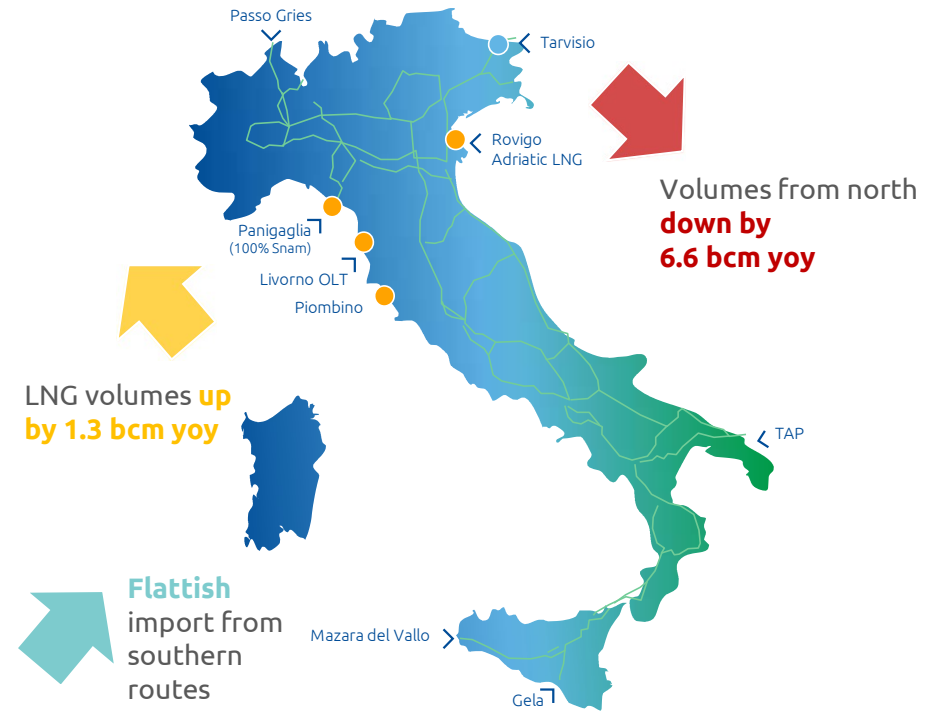 Passo Gries
Tarvisio
Rovigo
Adriatic LNG
Volumes from north
down by
6.6 bcm yoy
Panigaglia
(100% Snam)
Livorno OLT
Piombino
LNG volumes up
by 1.3 bcm yoy
TAP
Flattish
import from
southern
routes
Mazara del Vallo
Gela